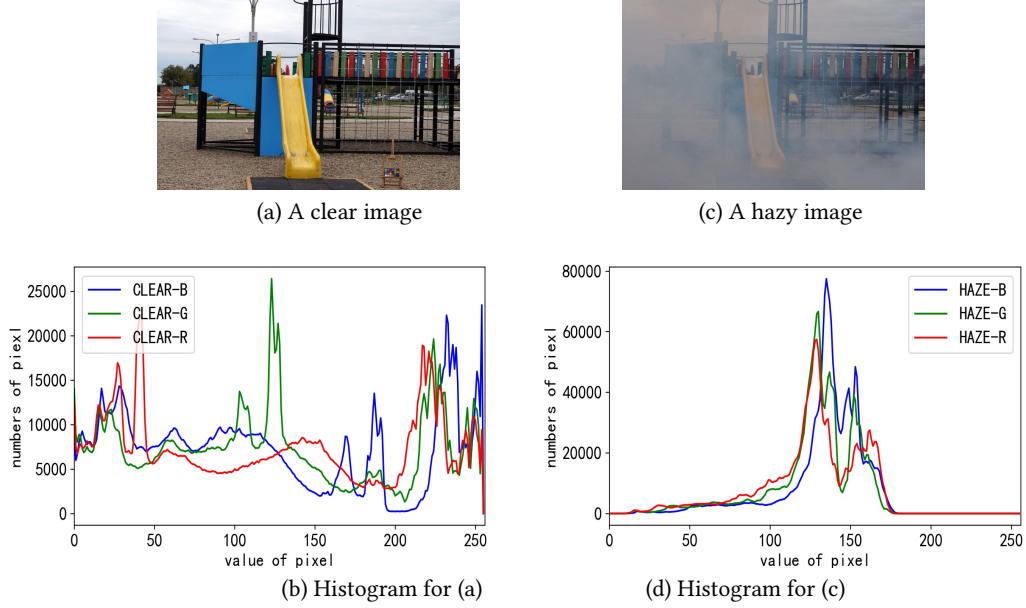 (a) A clear image
(c) A hazy image
CLEAR-B
CLEAR-G
CLEAR-R
25000
20000
15000
10000
5000
0
numbers of piexl
0 50 100 150 200 250
value of pixel
(b) Histogram for (a)
HAZE-B
HAZE-G
HAZE-R
80000
60000
40000
20000
0
numbers of piexl
0 50 100 150 200 250
value of pixel
(d) Histogram for (c)